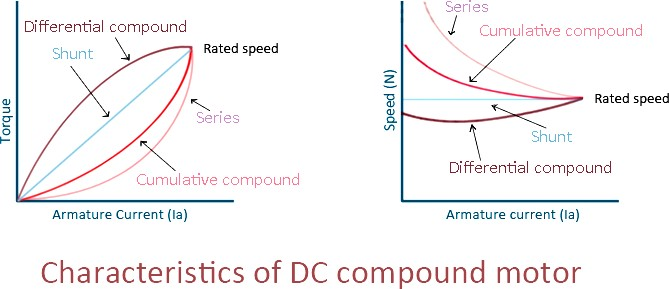 Differential compound
Shunt
Rated speed
Series
Cumulative compound
Torque
Armature Current (Ia)
Series
Cumulative compound
Speed (N)
Rated speed
Shunt
Differential compound
Armature current (Ia)
Characteristics of DC compound motor